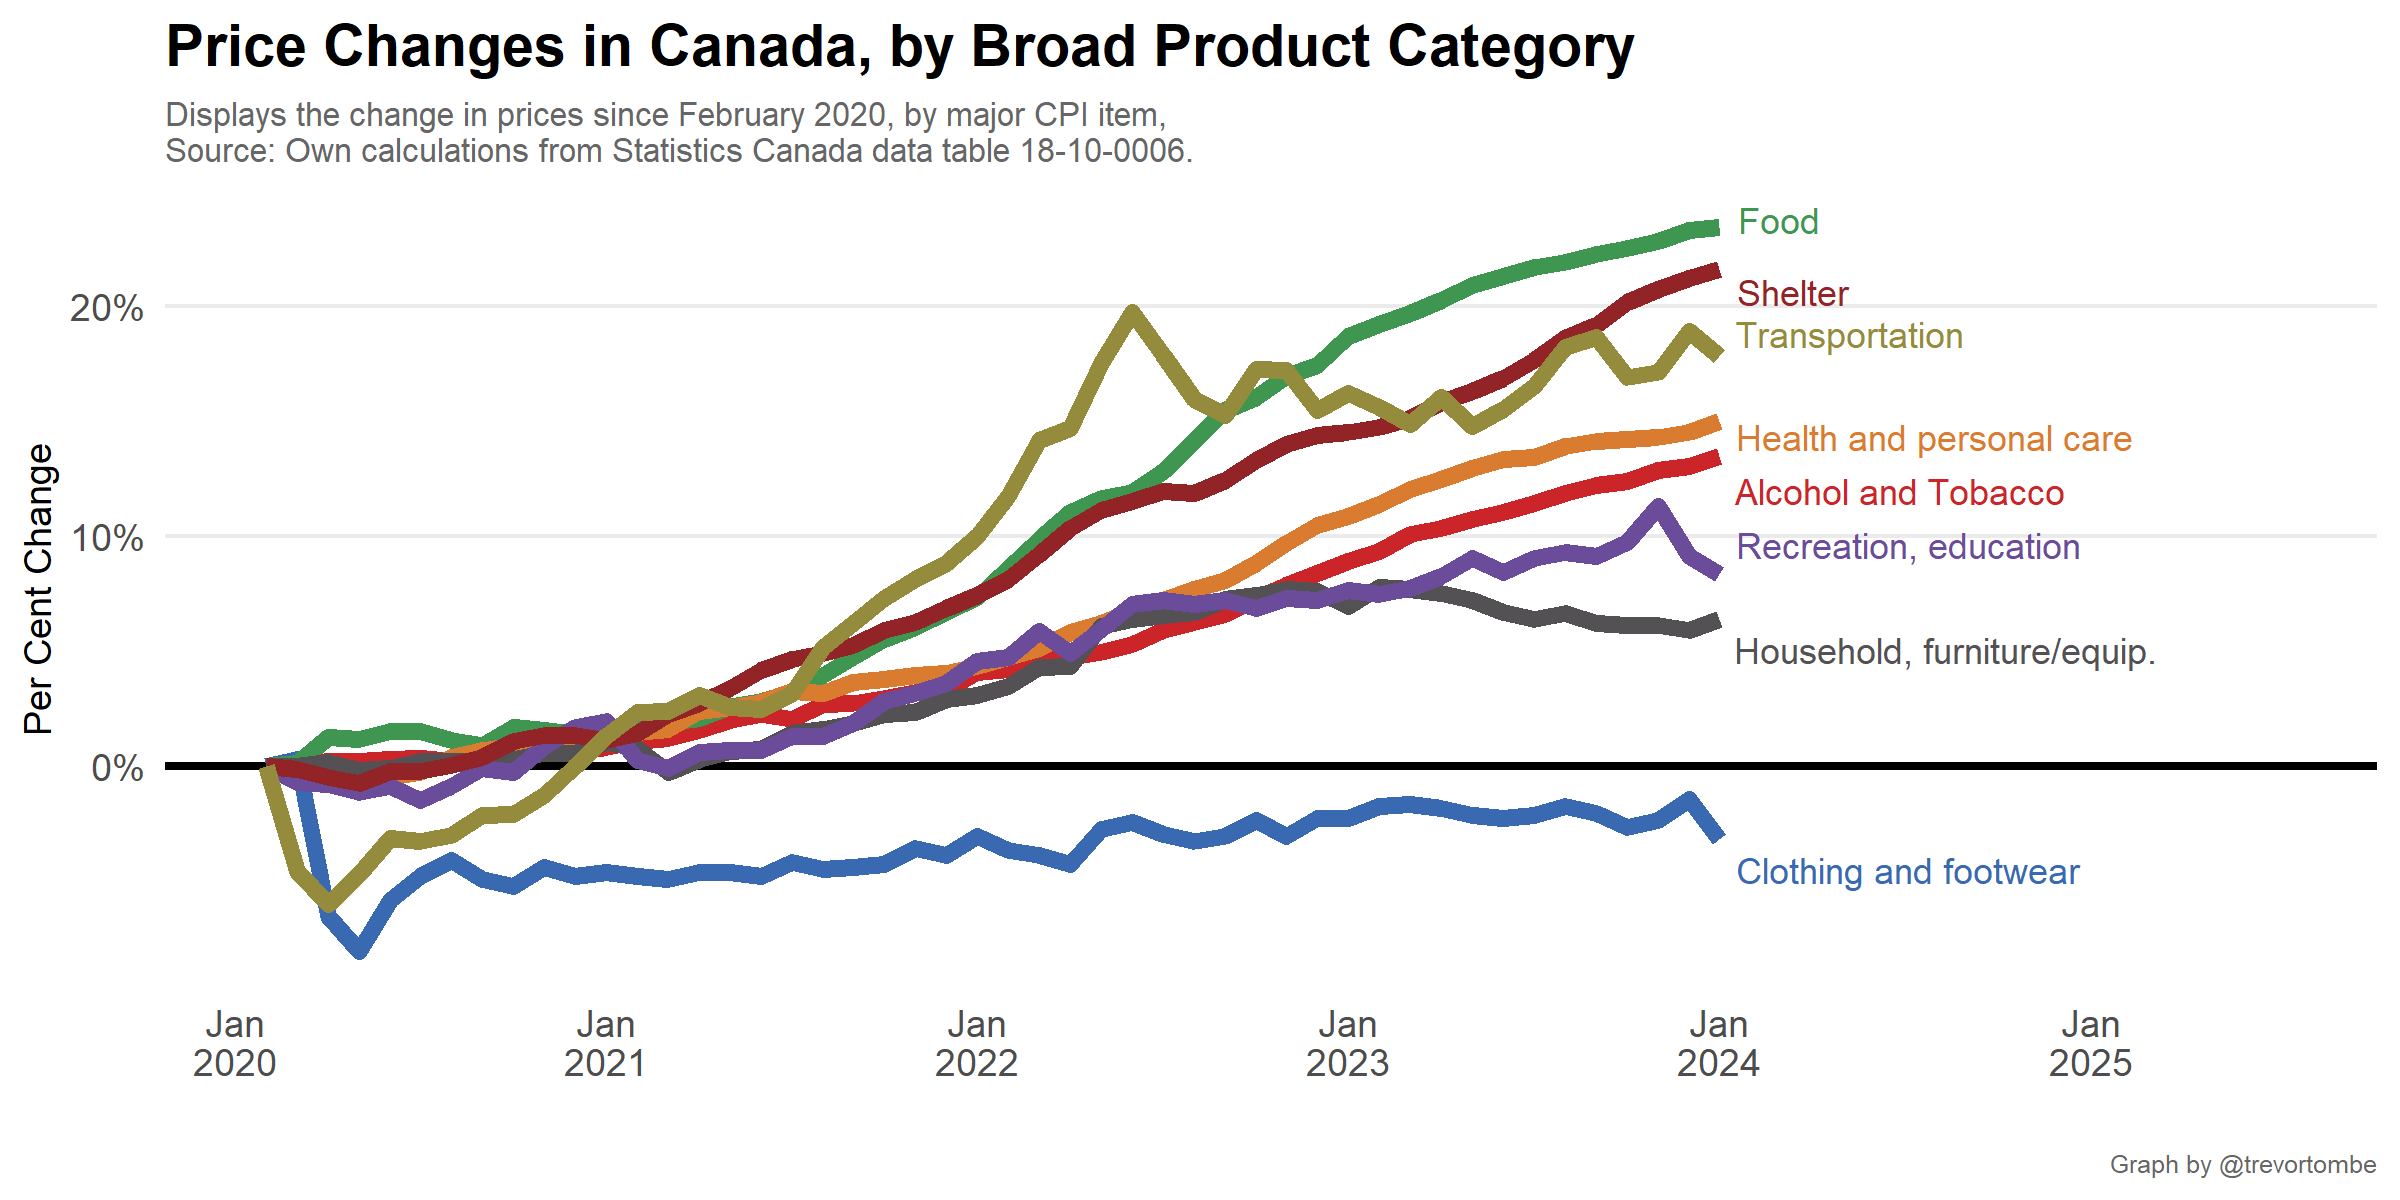 Price Changes in Canada, by Broad Product Category
Displays the change in prices since February 2020, by major CPI item,
Source: Own calculations from Statistics Canada data table 18-10-0006.
Per Cent Change
20%
10%
0%
Food
Shelter
Transportation
Health and personal care
Alcohol and Tobacco
Recreation, education
Household, furniture/equip.
Clothing and footwear
Jan
2020
Jan
2021
Jan
2022
Jan
2023
Jan
2024
Jan
2025
Graph by @trevortombe